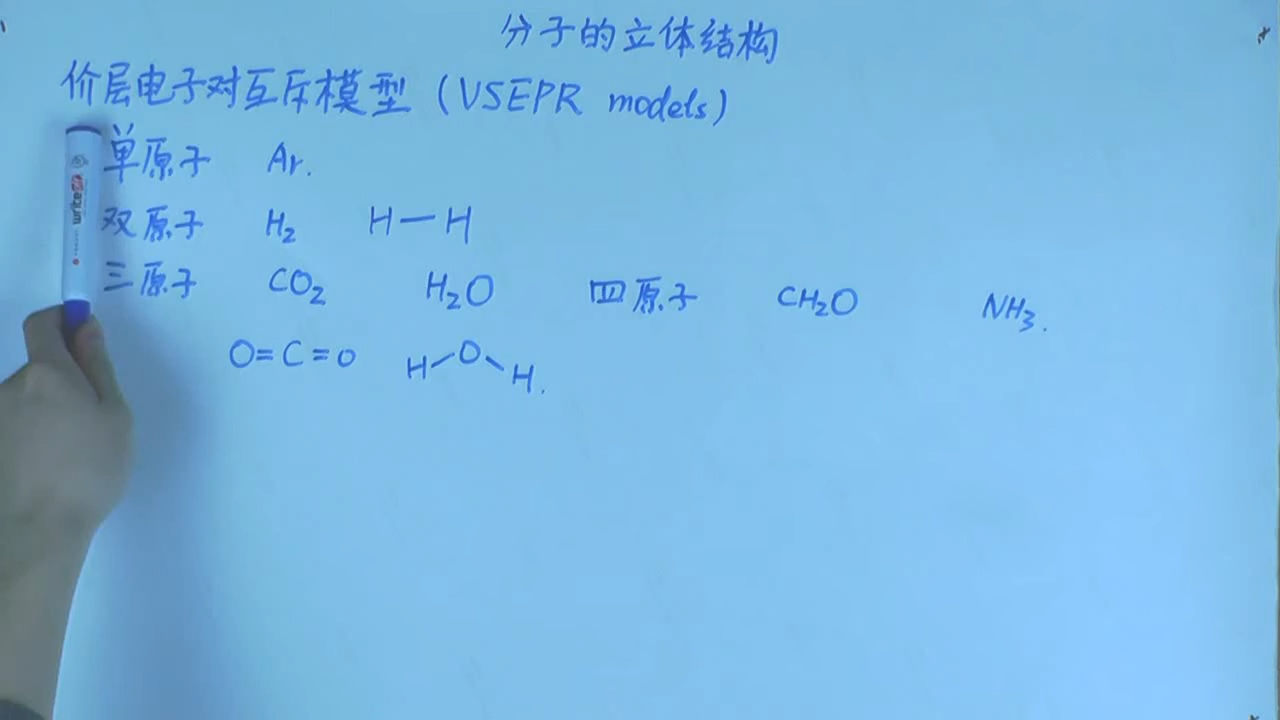 分子的立体结构
价层电子对互斥模型(VSEPR models)
单原子 Ar.
双原子 H₂ H—H
三原子 CO₂ H₂O 四原子 CH₂O NH₃.
O=C=O H O H.